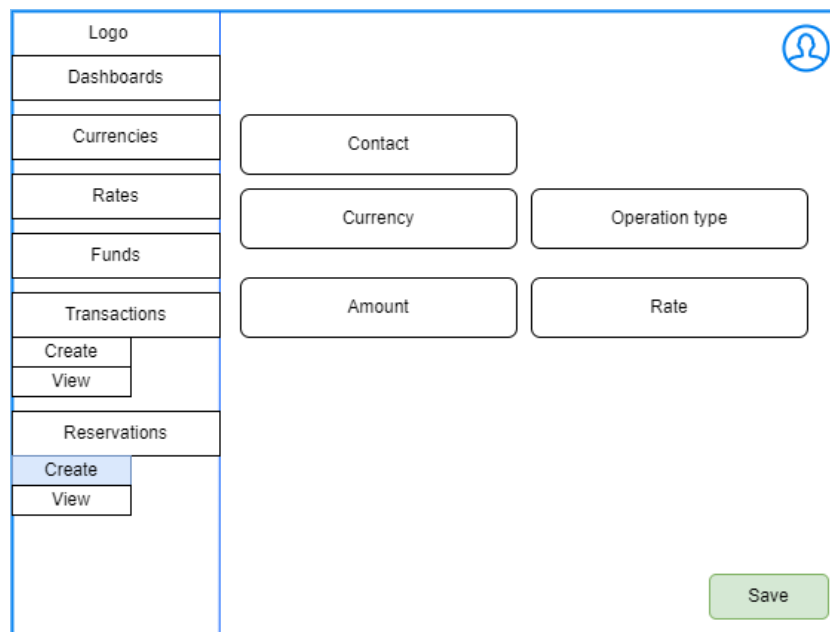 Logo
Dashboards
Currencies
Rates
Funds
Transactions
Create
View
Reservations
Create
View
Contact
Currency
Operation type
Amount
Rate
Save